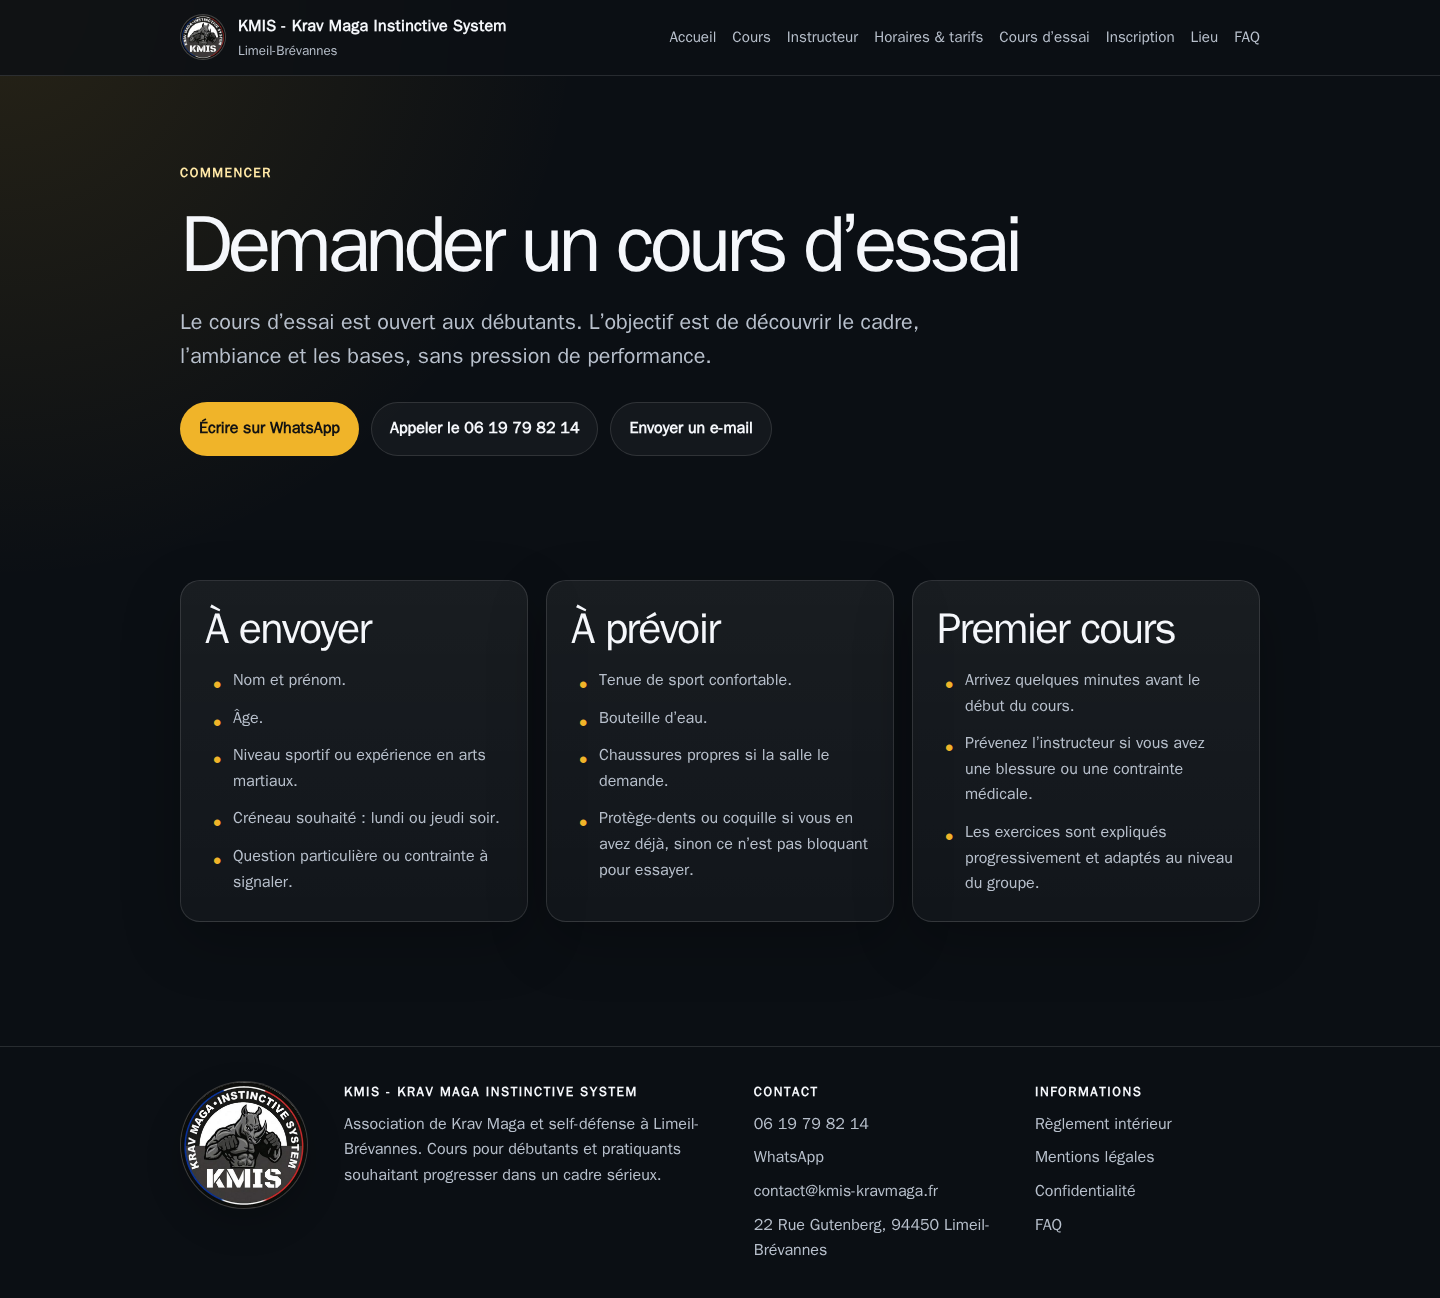 KMIS
KMIS - Krav Maga Instinctive System
Limeil-Brévannes
Accueil Cours Instructeur Horaires & tarifs Cours d’essai Inscription Lieu FAQ
COMMENCER
Demander un cours d’essai
Le cours d’essai est ouvert aux débutants. L’objectif est de découvrir le cadre,
l’ambiance et les bases, sans pression de performance.
Écrire sur WhatsApp
Appeler le 06 19 79 82 14
Envoyer un e-mail
À envoyer
Nom et prénom.
Âge.
Niveau sportif ou expérience en arts
martiaux.
Créneau souhaité : lundi ou jeudi soir.
Question particulière ou contrainte à
signaler.
À prévoir
Tenue de sport confortable.
Bouteille d’eau.
Chaussures propres si la salle le
demande.
Protège-dents ou coquille si vous en
avez déjà, sinon ce n’est pas bloquant
pour essayer.
Premier cours
Arrivez quelques minutes avant le
début du cours.
Prévenez l’instructeur si vous avez
une blessure ou une contrainte
médicale.
Les exercices sont expliqués
progressivement et adaptés au niveau
du groupe.
KRAV MAGA • INSTINCTIVE SYSTEM
KMIS
KMIS - KRAV MAGA INSTINCTIVE SYSTEM
Association de Krav Maga et self-défense à Limeil-
Brévannes. Cours pour débutants et pratiquants
souhaitant progresser dans un cadre sérieux.
CONTACT
06 19 79 82 14
WhatsApp
contact@kmis-kravmaga.fr
22 Rue Gutenberg, 94450 Limeil-
Brévannes
INFORMATIONS
Règlement intérieur
Mentions légales
Confidentialité
FAQ